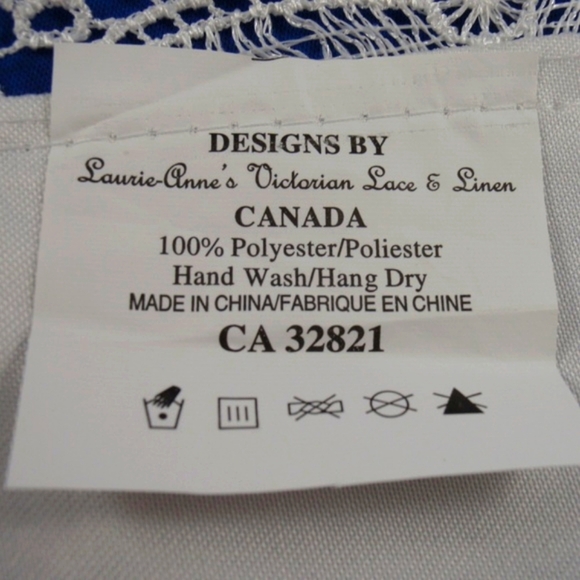 DESIGNS BY
Laurie-Anne's Victorian Lace & Linen
CANADA
100% Polyester/Poliester
Hand Wash/Hang Dry
MADE IN CHINA/FABRIQUE EN CHINE
CA 32821